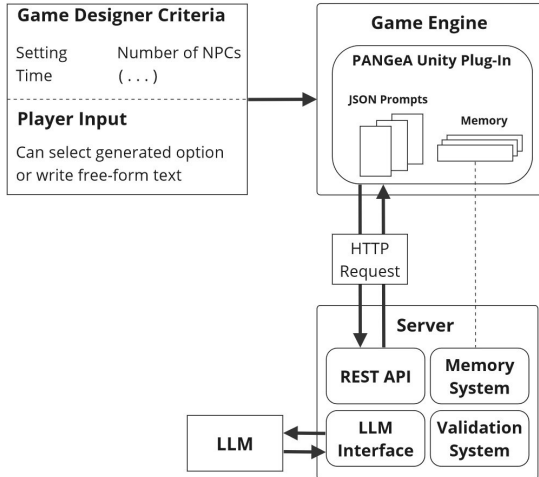 Game Designer Criteria
Setting Number of NPCs
Time (...)
Player Input
Can select generated option
or write free-form text
Game Engine
PANGeA Unity Plug-In
JSON Prompts
Memory
HTTP
Request
Server
REST API
Memory
System
LLM
LLM
Interface
Validation
System